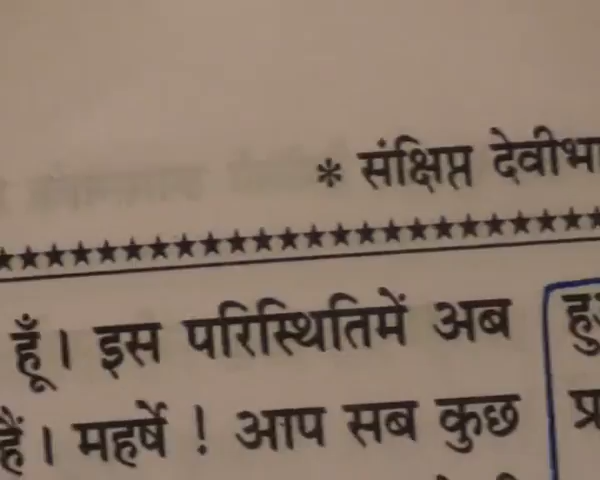 * संक्षिप्त देवीभा
हूँ। इस परिस्थितिमें अब
हैं। महर्षे ! आप सब कुछ
प्र